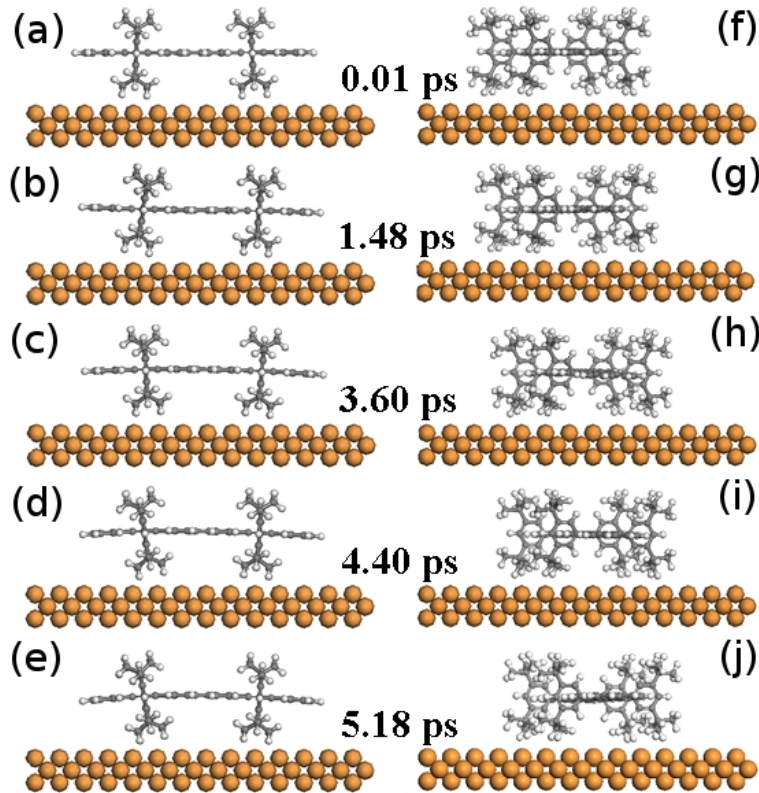 (a)
(f)
0.01 ps
(b)
(g)
1.48 ps
(c)
(h)
3.60 ps
(d)
(i)
4.40 ps
(e)
(j)
5.18 ps